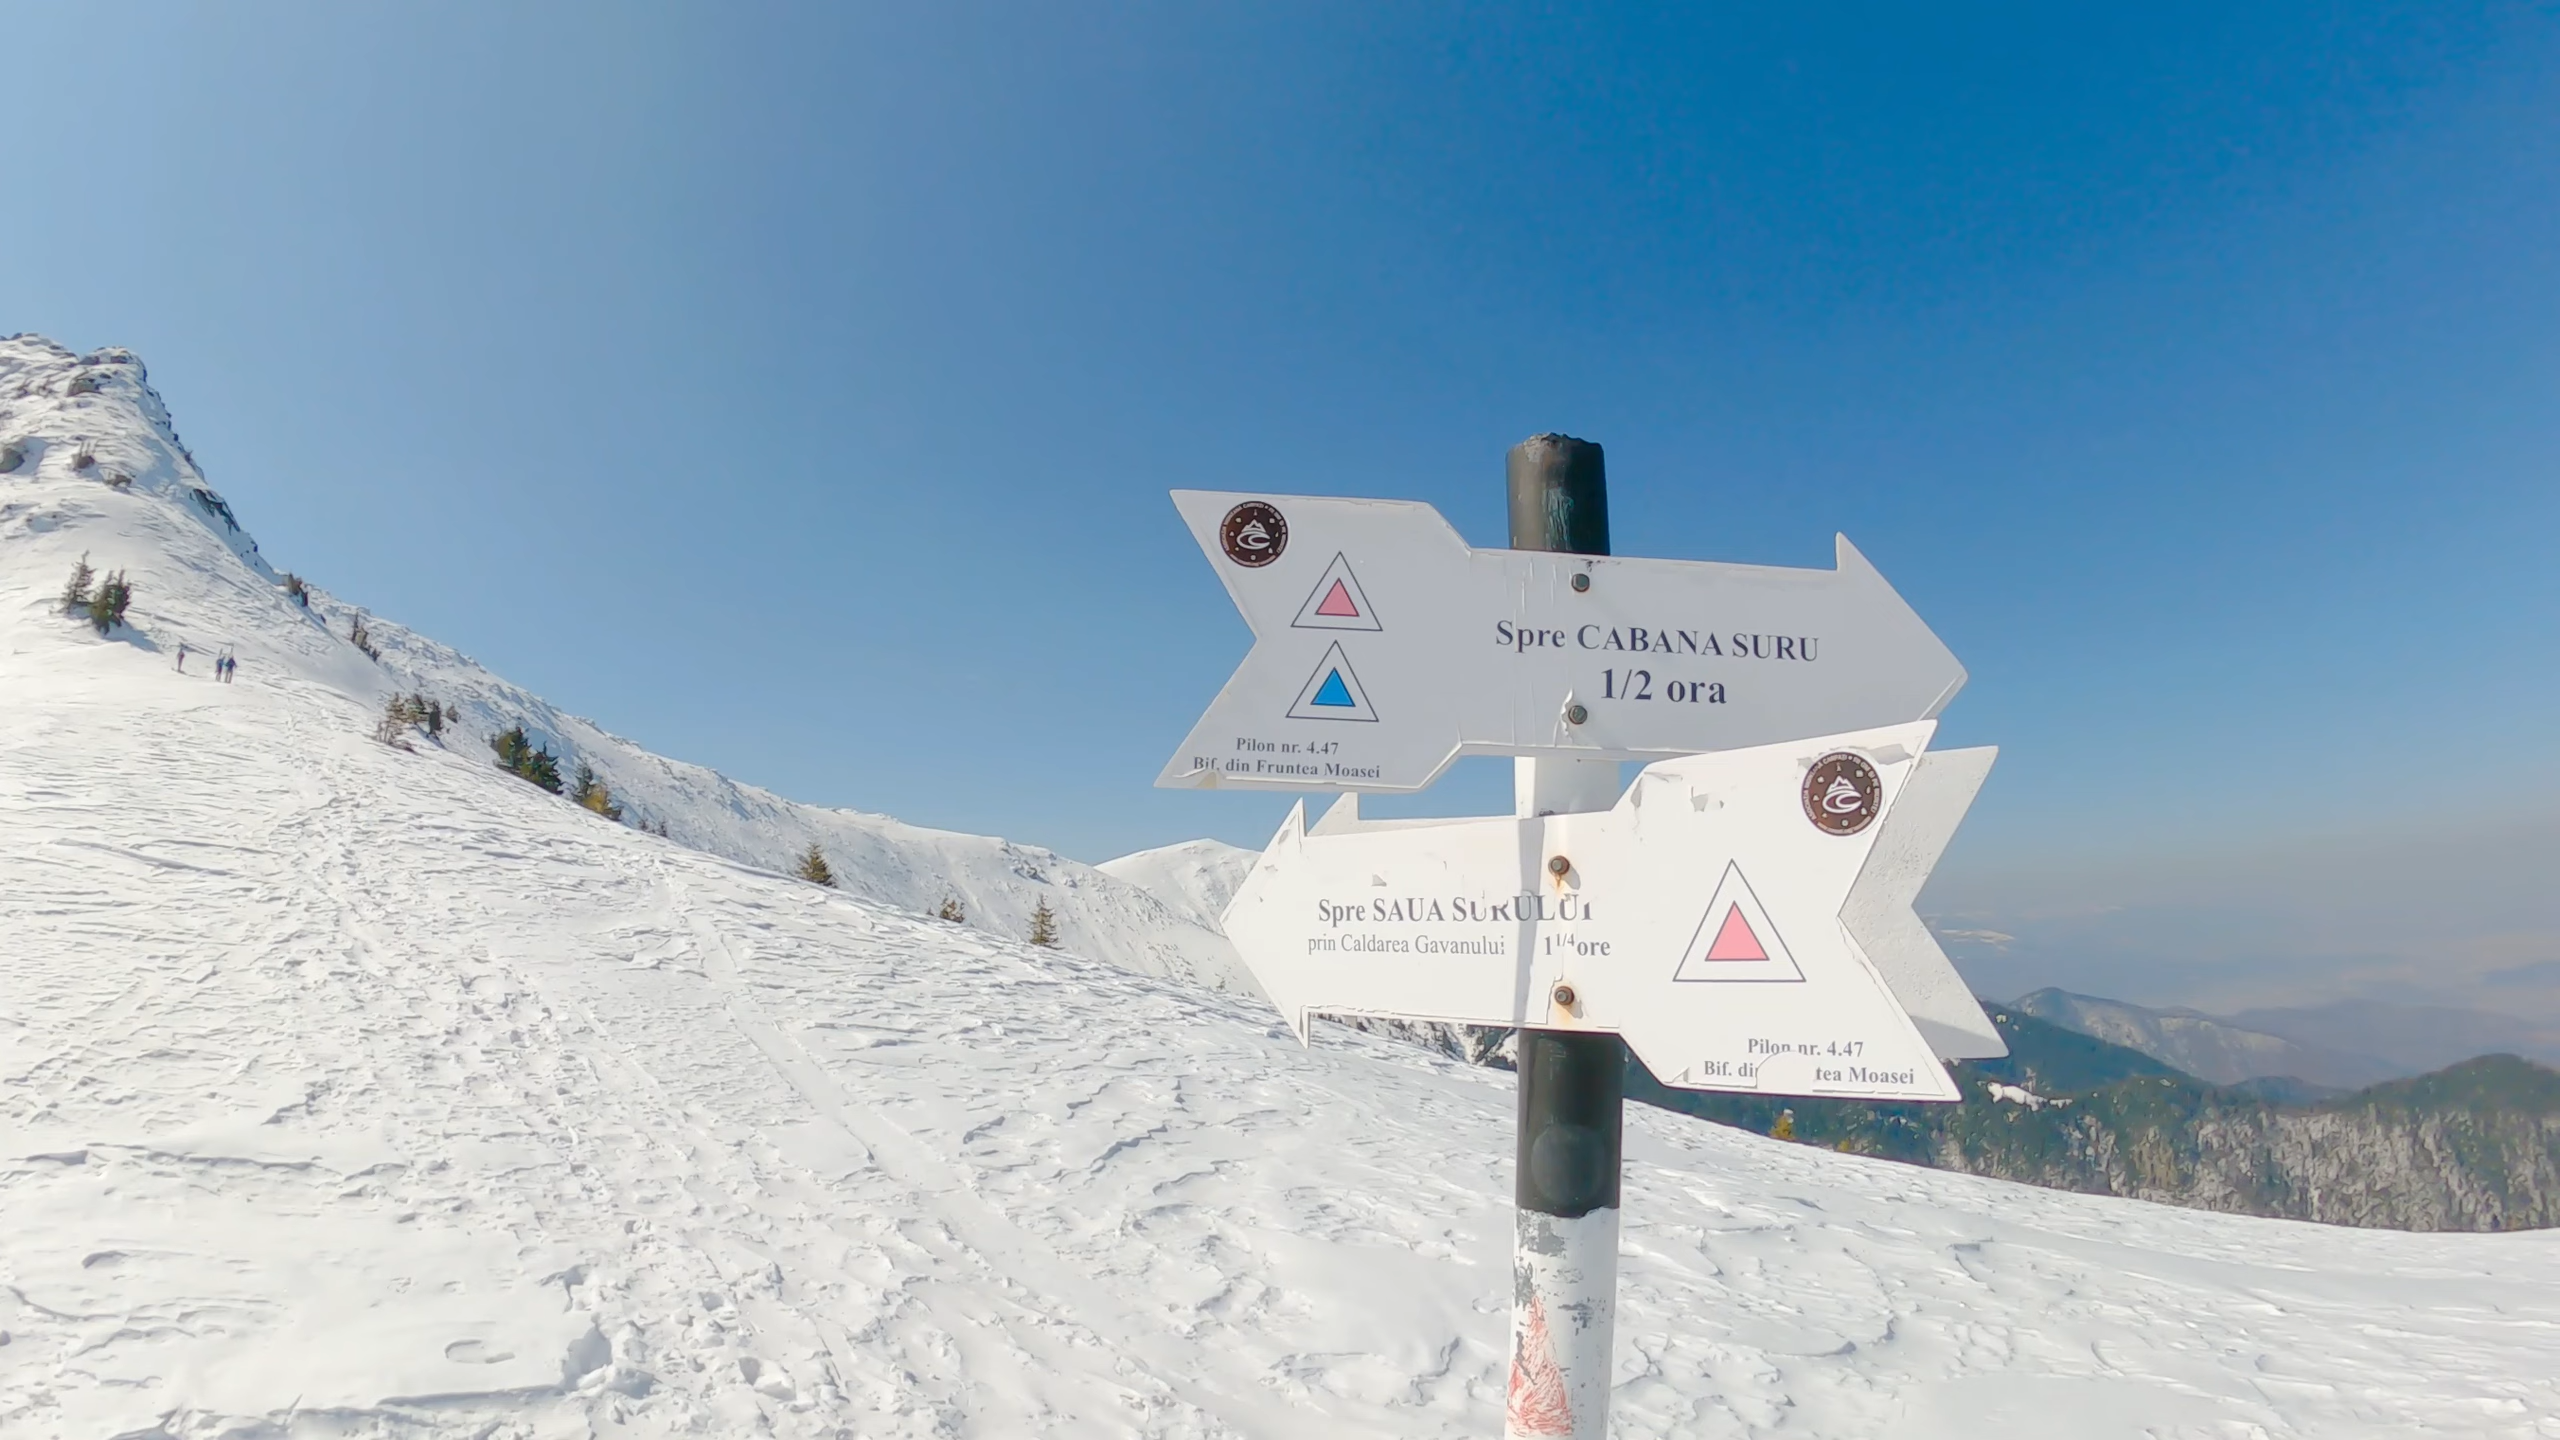 Spre CABANA SURU
1/2 ora
Pilon nr. 4.47
Bif. din Fruntea Moasei
Spre SAUA SURULUI
prin Caldarea Gavanului 1 1/4 ore
Pilon nr. 4.47
Bif. di tea Moasei